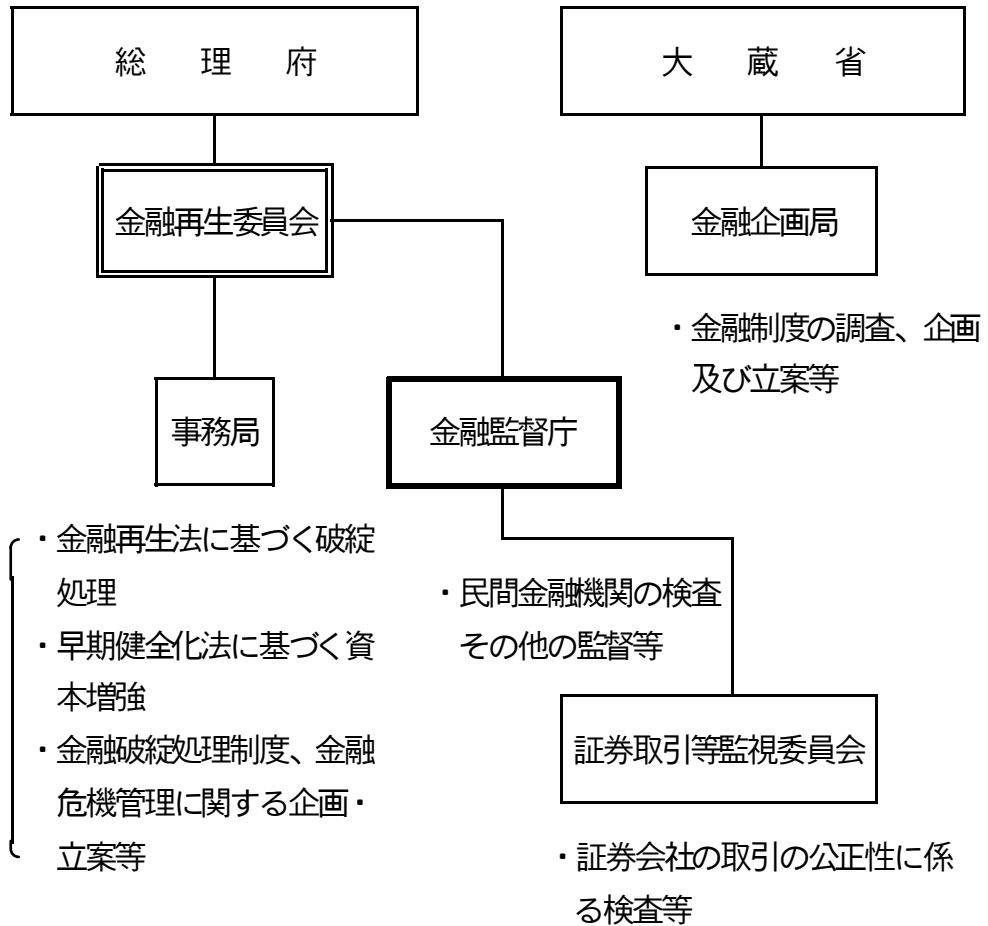 総理府
大蔵省
金融再生委員会
金融企画局
・金融制度の調査、企画
及び立案等
事務局
金融監督庁
・金融再生法に基づく破綻
処理
・早期健全化法に基づく資
本増強
・金融破綻処理制度、金融
危機管理に関する企画・
立案等
・民間金融機関の検査
その他の監督等
証券取引等監視委員会
・証券会社の取引の公正性に係
る検査等